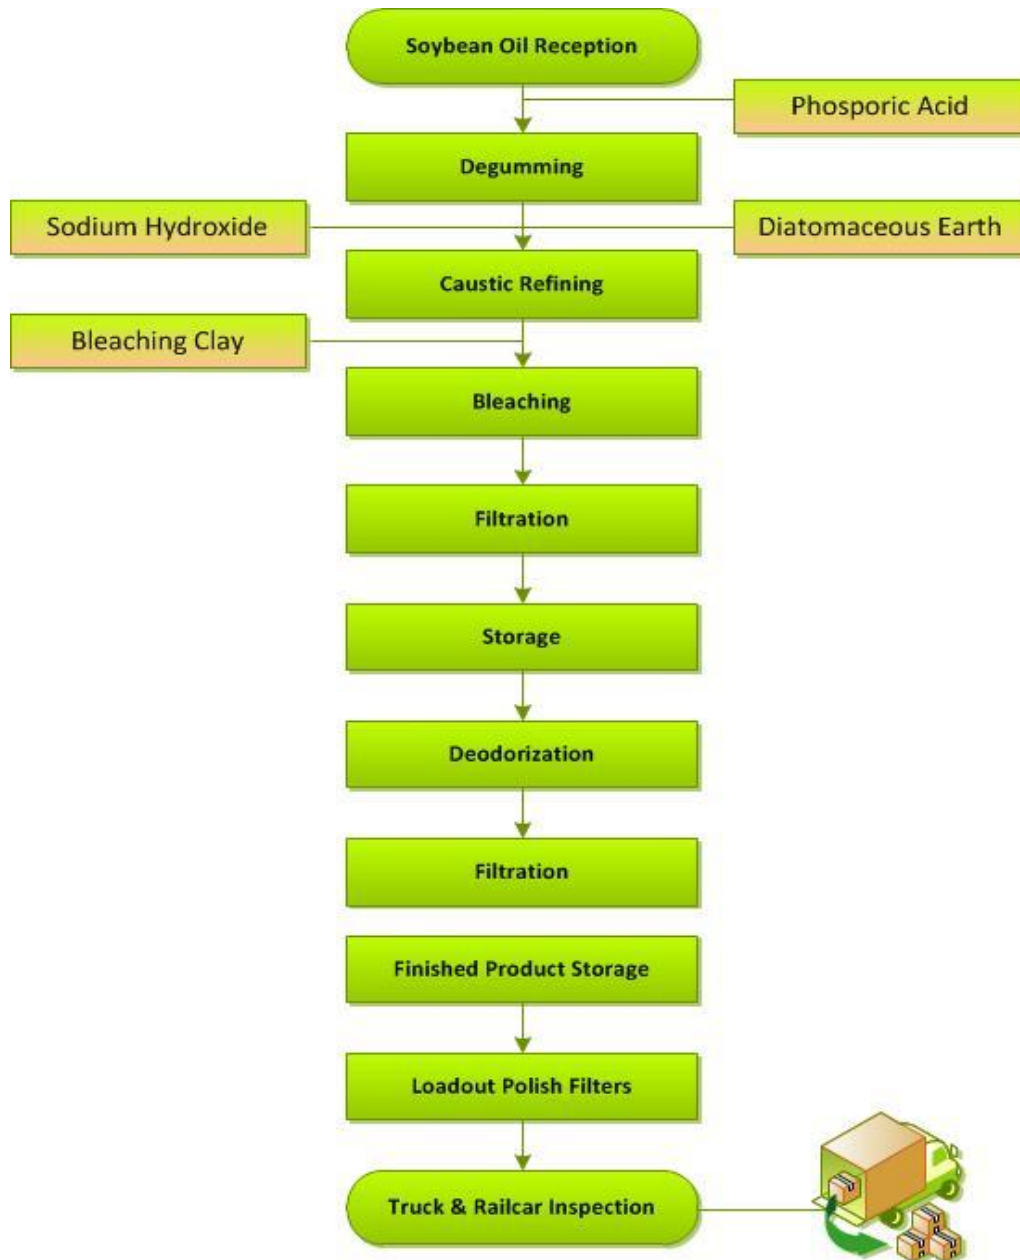 Soybean Oil Reception
Phosporic Acid
Degumming
Sodium Hydroxide
Diatomaceous Earth
Caustic Refining
Bleaching Clay
Bleaching
Filtration
Storage
Deodorization
Filtration
Finished Product Storage
Loadout Polish Filters
Truck & Railcar Inspection